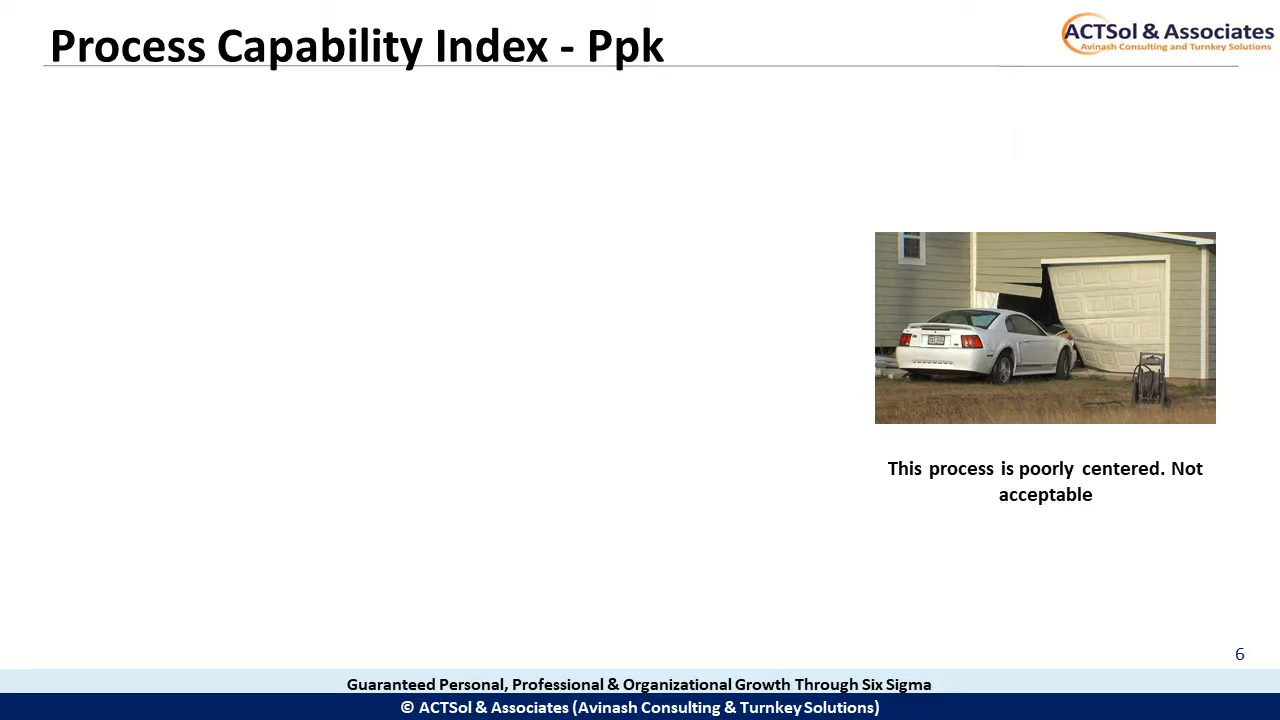 Process Capability Index - Ppk
ACTSol & Associates
Avinash Consulting and Turnkey Solutions
This process is poorly centered. Not
acceptable
6
Guaranteed Personal, Professional & Organizational Growth Through Six Sigma
© ACTSol & Associates (Avinash Consulting & Turnkey Solutions)